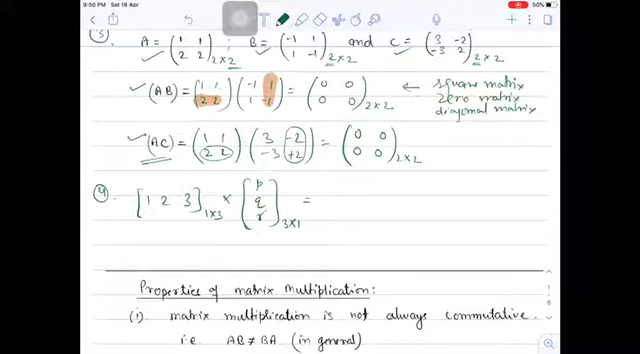 9:50 PM Sat 18 Apr
50%
(3). A = (1 1 2 2)2×2 ; B = (-1 1 1 -1)2×2 and C = (3 -2 -3 2)2×2
(AB) = (1 1 2 2) (-1 1 1 -1) = (0 0 0 0)2×2 ← square matrix
zero matrix
diagonal matrix
(AC) = (1 1 2 2) (3 -2 -3 +2) = (0 0 0 0)2×2
(4) [1 2 3]1×3 × [p q r]3×1 =
Properties of matrix multiplication:
(i). matrix multiplication is not always commutative.
i.e. AB ≠ BA (in general)